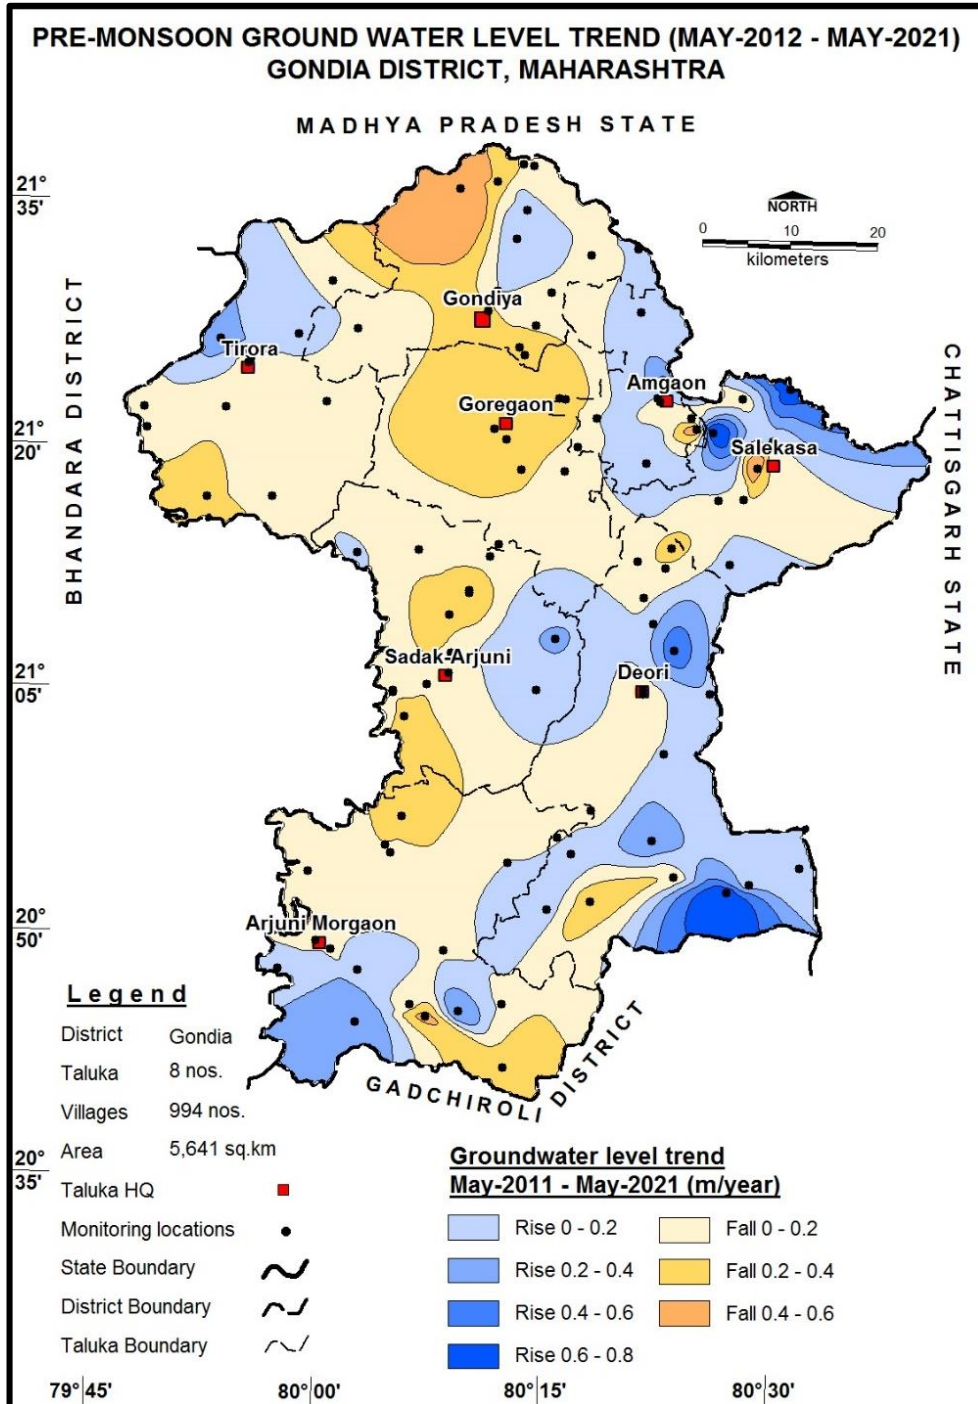 PRE-MONSOON GROUND WATER LEVEL TREND (MAY-2012 - MAY-2021)
GONDIA DISTRICT, MAHARASHTRA
MADHYA PRADESH STATE
21°
35'
NORTH
0 10 20
kilometers
BHANDARA DISTRICT
Gondiya
Tirora
Amgaon
Goregaon
CHATTISGARH STATE
21°
20'
Salekasa
Sadak-Arjuni
Deori
21°
05'
Arjuni Morgaon
20°
50'
GADCHIROLI DISTRICT
Legend
District Gondia
Taluka 8 nos.
Villages 994 nos.
Area 5,641 sq.km
Taluka HQ
Monitoring locations
State Boundary
District Boundary
Taluka Boundary
20°
35'
Groundwater level trend
May-2011 - May-2021 (m/year)
Rise 0 - 0.2 Fall 0 - 0.2
Rise 0.2 - 0.4 Fall 0.2 - 0.4
Rise 0.4 - 0.6 Fall 0.4 - 0.6
Rise 0.6 - 0.8
79°45' 80°00' 80°15' 80°30'